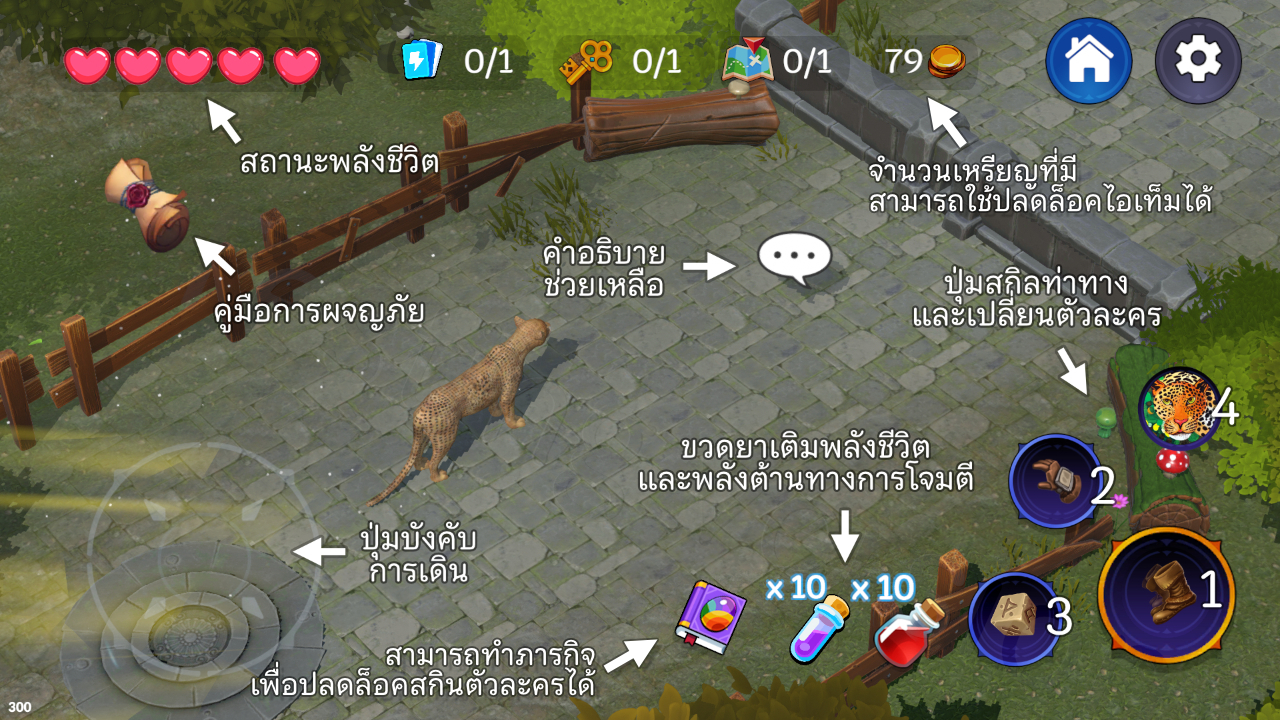 0/1
0/1
0/1
79
สถานะพลังชีวิต
จำนวนเหรียญที่มี
สามารถใช้ปลดล็อคไอเท็มได้
คู่มือการผจญภัย
คำอธิบาย
ช่วยเหลือ
ปุ่มสกิลท่าทาง
และเปลี่ยนตัวละคร
4
ขวดยาเติมพลังชีวิต
และพลังต้านทางการโจมตี
2
ปุ่มบังคับ
การเดิน
x 10
x 10
1
3
สามารถทำภารกิจ
เพื่อปลดล็อคสกินตัวละครได้
300